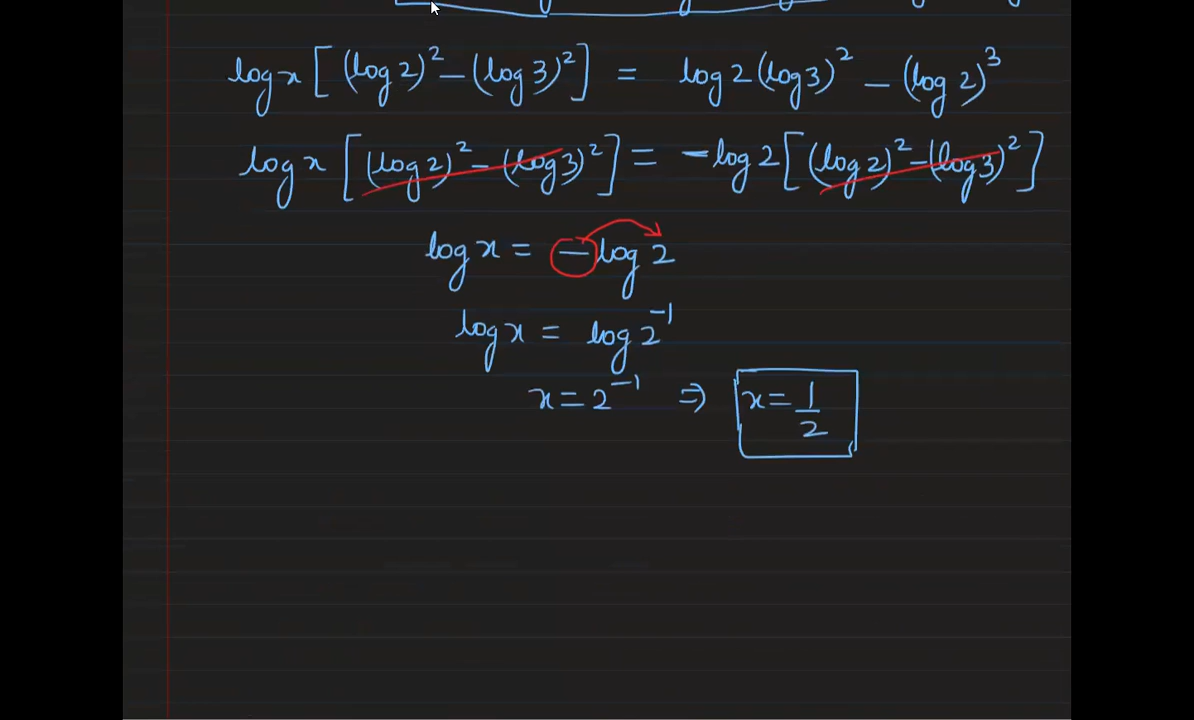 log x [(log 2)² − (log 3)²] = log 2 (log 3)² − (log 2)³
log x [(log 2)² − (log 3)²] = −log 2 [(log 2)² − (log 3)²]
log x = −log 2
log x = log 2⁻¹
x = 2⁻¹ ⇒ x = 1/2